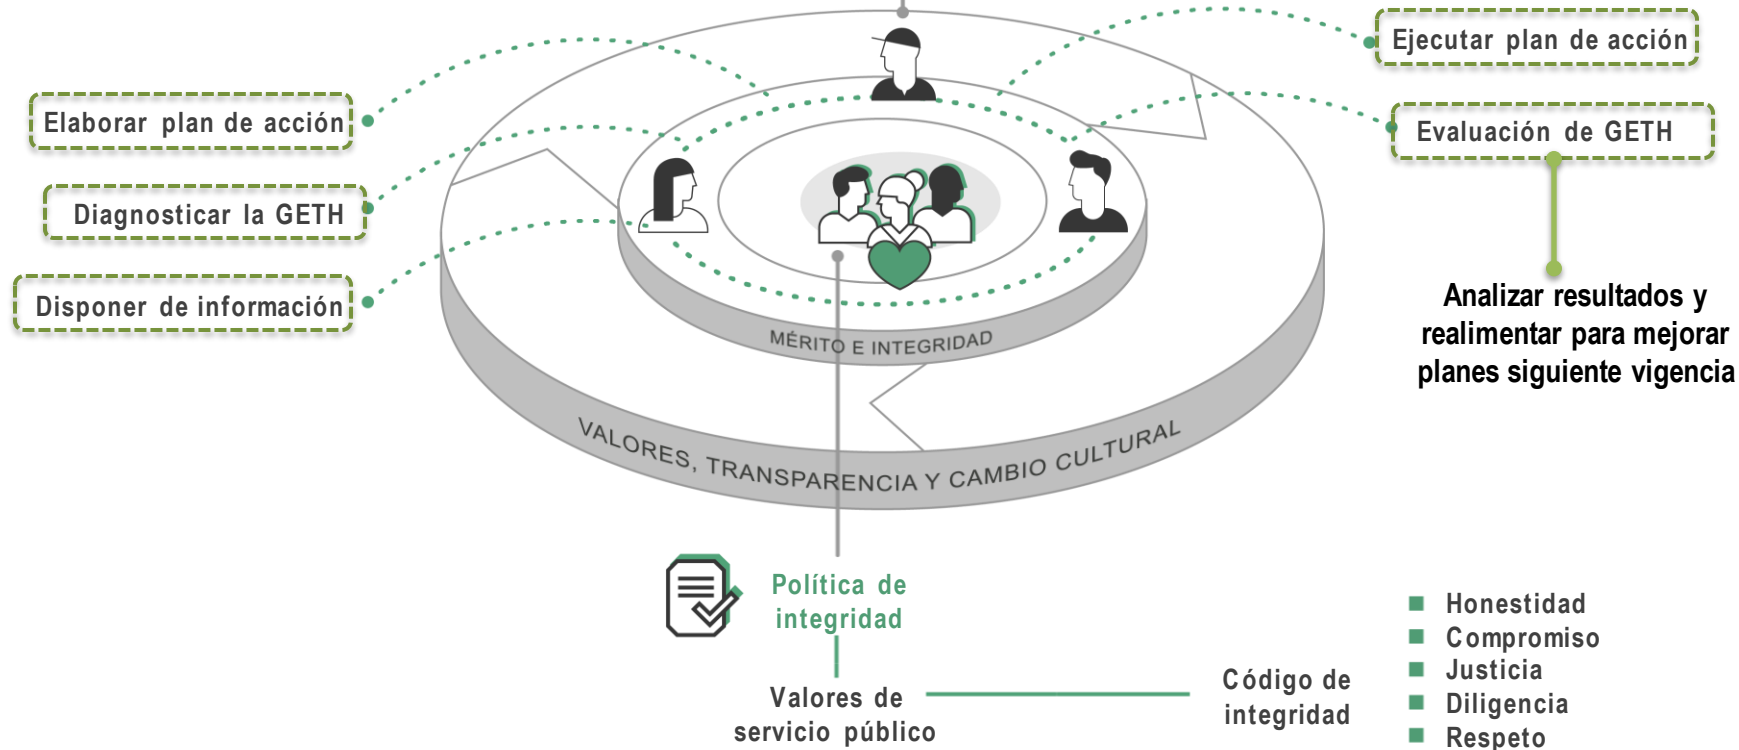 Ejecutar plan de acción
Elaborar plan de acción
Evaluación de GETH
Diagnosticar la GETH
Disponer de información
Analizar resultados y
realimentar para mejorar
planes siguiente vigencia
MÉRITO E INTEGRIDAD
VALORES, TRANSPARENCIA Y CAMBIO CULTURAL
Política de
integridad
Valores de
servicio público
Código de
integridad
Honestidad
Compromiso
Justicia
Diligencia
Respeto